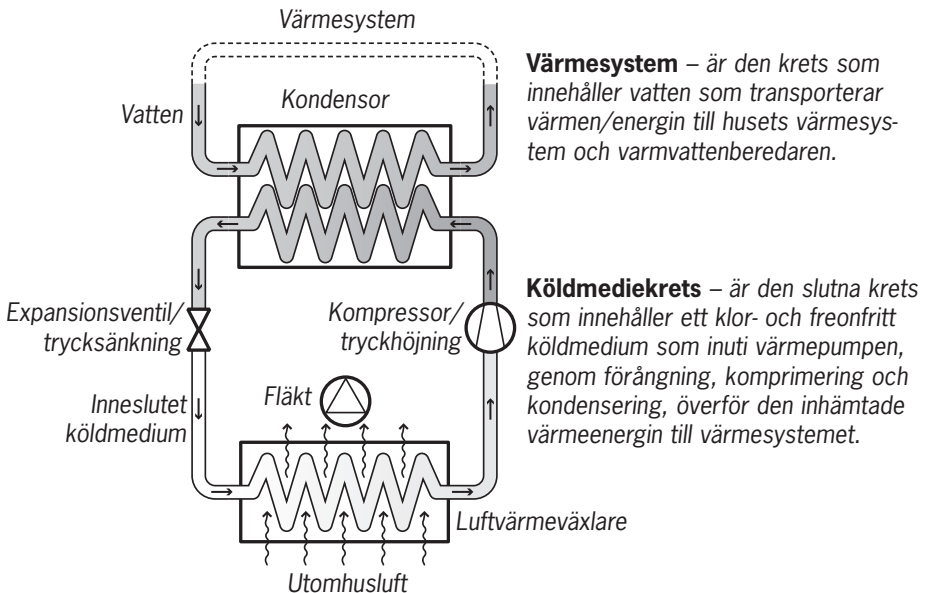 Värmesystem
Vatten
Kondensor
Värmesystem – är den krets som
innehåller vatten som transporterar
värmen/energin till husets värmesys-
tem och varmvattenberedaren.
Expansionsventil/
trycksänkning
Kompressor/
tryckhöjning
Köldmediekrets – är den slutna krets
som innehåller ett klor- och freonfritt
köldmedium som inuti värmepumpen,
genom förångning, komprimering och
kondensering, överför den inhämtade
värmeenergin till värmesystemet.
Inneslutet
köldmedium
Fläkt
Luftvärmeväxlare
Utomhusluft